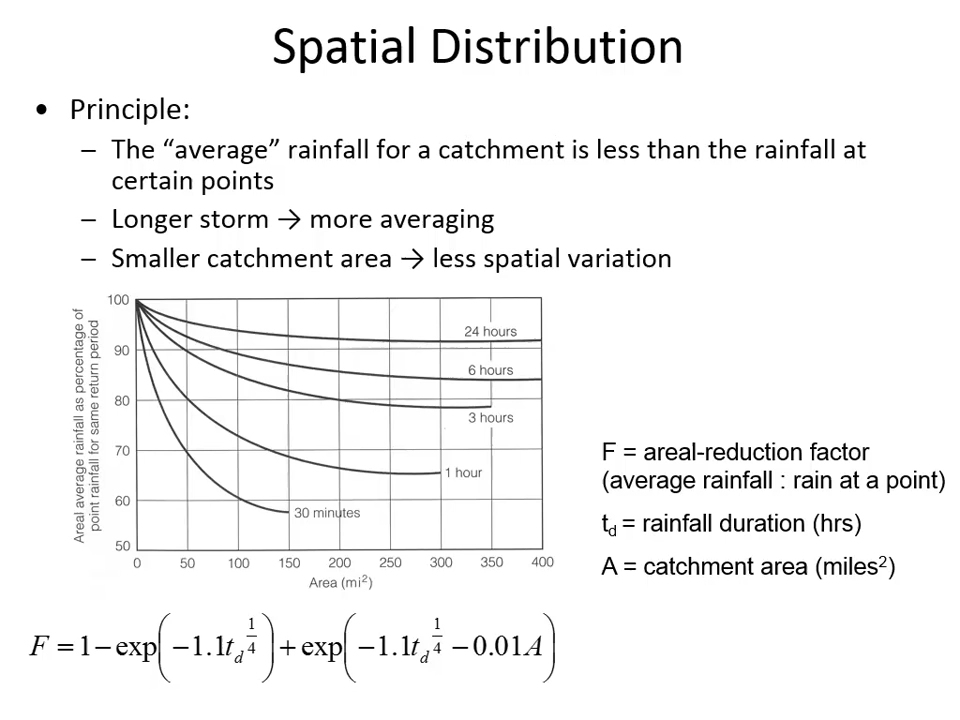 Spatial Distribution
• Principle:
– The “average” rainfall for a catchment is less than the rainfall at
certain points
– Longer storm → more averaging
– Smaller catchment area → less spatial variation
Areal average rainfall as percentage of
point rainfall for same return period
100
90
80
70
60
50
24 hours
6 hours
3 hours
1 hour
30 minutes
0 50 100 150 200 250 300 350 400
Area (mi²)
F = areal-reduction factor
(average rainfall : rain at a point)
t_d = rainfall duration (hrs)
A = catchment area (miles²)
F = 1 − exp(−1.1t_d^(1/4)) + exp(−1.1t_d^(1/4) − 0.01A)